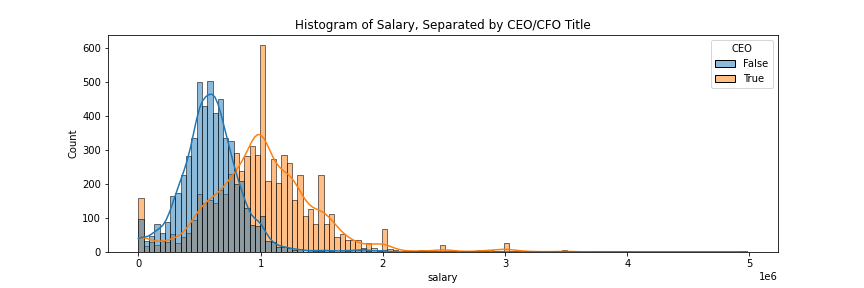 Histogram of Salary, Separated by CEO/CFO Title
CEO
False
True
Count
600
500
400
300
200
100
0
0
1
2
3
4
5
1e6
salary